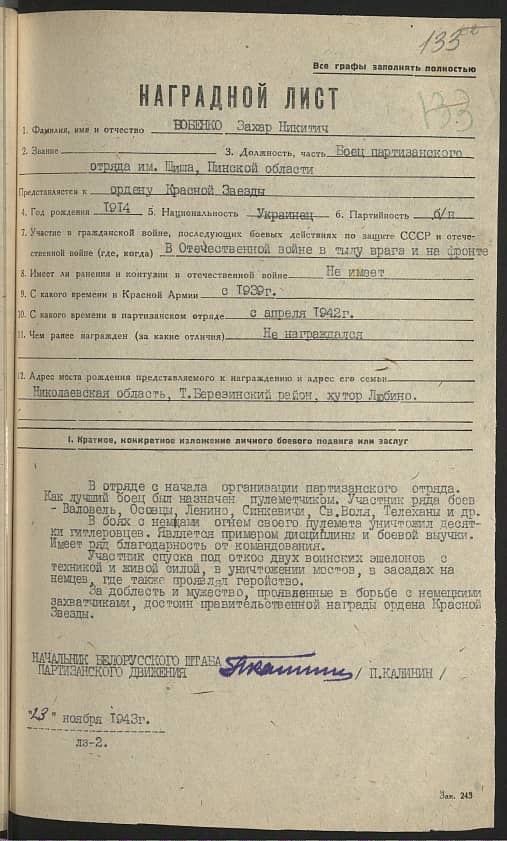 133
Все графы заполнять полностью
133
НАГРАДНОЙ ЛИСТ
1. Фамилия, имя и отчество ВОБЕНКО Захар Никитич
2. Звание 3. Должность, часть Боец партизанского
отряда им. Шиша, Пинской области
Представляется к ордену Красной Звезды
4. Год рождения 1914 5. Национальность Украинец 6. Партийность б/п
7. Участие в гражданской войне, последующих боевых действиях по защите СССР и отече-
ственной войне (где, когда) В Отечественной войне в тылу врага и на фронте
8. Имеет ли ранения и контузии в отечественной войне Не имеет
9. С какого времени в Красной Армии с 1939г.
10. С какого времени в партизанском отряде с апреля 1942г.
11. Чем ранее награжден (за какие отличия) Не награждался
12. Адрес места рождения представляемого к награждению и адрес его семьи
Николаевская область, Т.Березинский район, хутор Любино.
I. Краткое, конкретное изложение личного боевого подвига или заслуг
В отряде с начала организации партизанского отряда.
Как лучший боец был назначен пулеметчиком. Участник ряда боев
- Валовель, Осовцы, Ленино, Синкевичи, Св.Воля, Телеханы и др.
В боях с немцами огнем своего пулемета уничтожил десят-
ки гитлеровцев. Является примером дисциплины и боевой выучки.
Имеет ряд благодарность от командования.
Участник спуска под откос двух воинских эшелонов с
техникой и живой силой, в уничтожении мостов, в засадах на
немцев, где также проявлял геройство.
За доблесть и мужество, проявленные в борьбе с немецкими
захватчиками, достоин правительственной награды ордена Красной
Звезды.
НАЧАЛЬНИК БЕЛОРУССКОГО ШТАБА
ПАРТИЗАНСКОГО ДВИЖЕНИЯ / П.КАЛИНИН /
"23" ноября 1943г.
лз-2.
Зак. 243